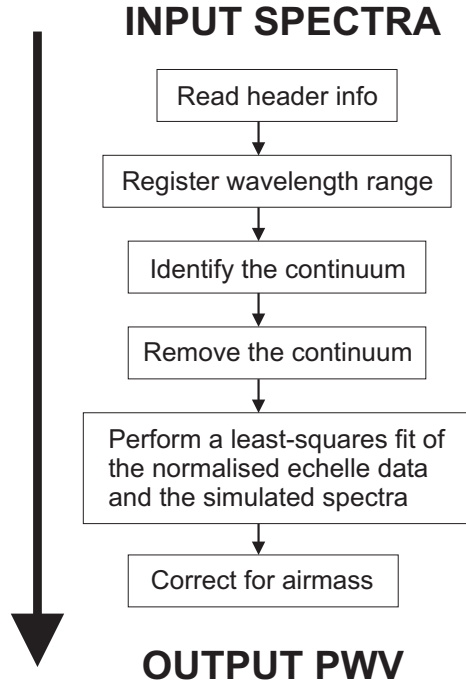 INPUT SPECTRA
Read header info
Register wavelength range
Identify the continuum
Remove the continuum
Perform a least-squares fit of
the normalised echelle data
and the simulated spectra
Correct for airmass
OUTPUT PWV